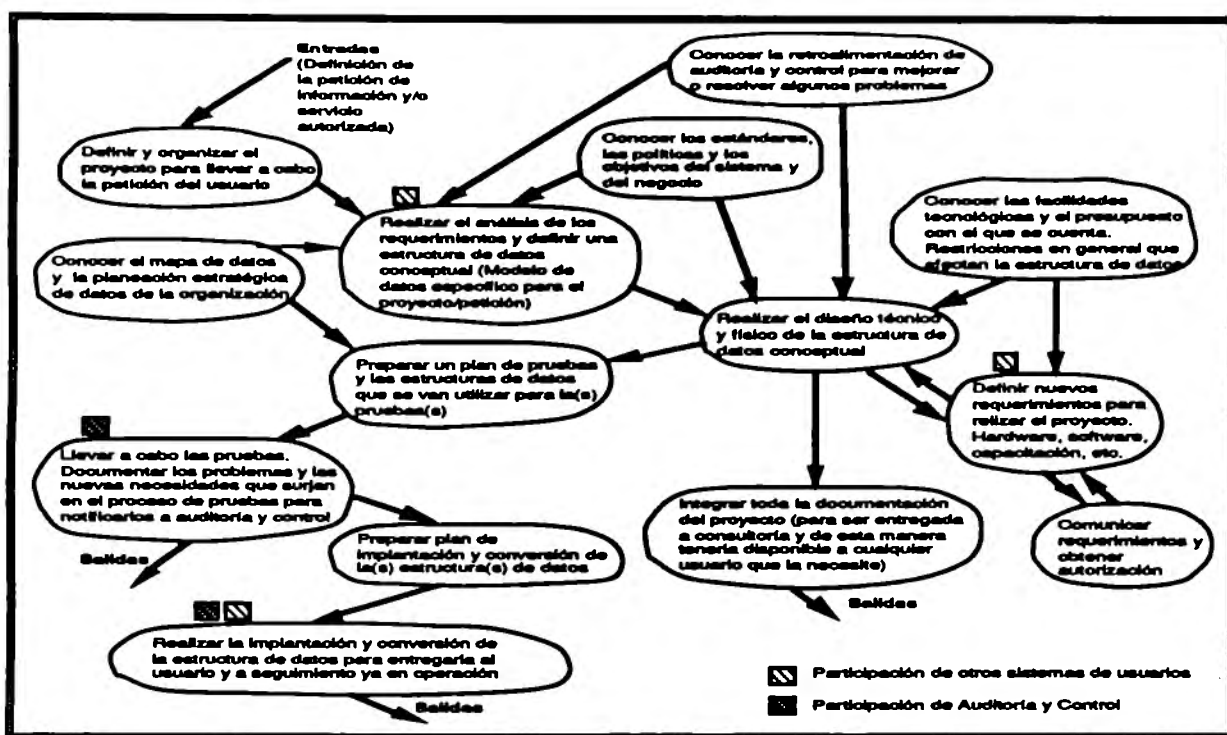 Entradas
(Definición de
la petición de
información y/o
servicio
autorizada)
Conocer la retroalimentación de
auditoría y control para mejorar
o resolver algunos problemas
Definir y organizar el
proyecto para llevar a cabo
la petición del usuario
Conocer los estándares,
las políticas y los
objetivos del sistema y
del negocio
Realizar el análisis de los
requerimientos y definir una
estructura de datos
conceptual (Modelo de
datos específico para el
proyecto/petición)
Conocer las facilidades
tecnológicas y el presupuesto
con el que se cuenta.
Restricciones en general que
afectan la estructura de datos
Conocer el mapa de datos
y la planeación estratégica
de datos de la organización
Realizar el diseño técnico
y físico de la estructura de
datos conceptual
Preparar un plan de pruebas
y las estructuras de datos
que se van utilizar para la(s)
pruebas(s)
Definir nuevos
requerimientos para
relizar el proyecto.
Hardware, software,
capacitación, etc.
Llevar a cabo las pruebas.
Documentar los problemas y las
nuevas necesidades que surjan
en el proceso de pruebas para
notificarlos a auditoría y control
Salidas
Preparar plan de
implantación y conversión de
la(s) estructura(s) de datos
Integrar toda la documentación
del proyecto (para ser entregada
a consultoría y de esta manera
tenerla disponible a cualquier
usuario que la necesite)
Salidas
Comunicar
requerimientos y
obtener
autorización
Realizar la implantación y conversión de
la estructura de datos para entregarla al
usuario y a seguimiento ya en operación
Salidas
Participación de otros sistemas de usuarios
Participación de Auditoría y Control